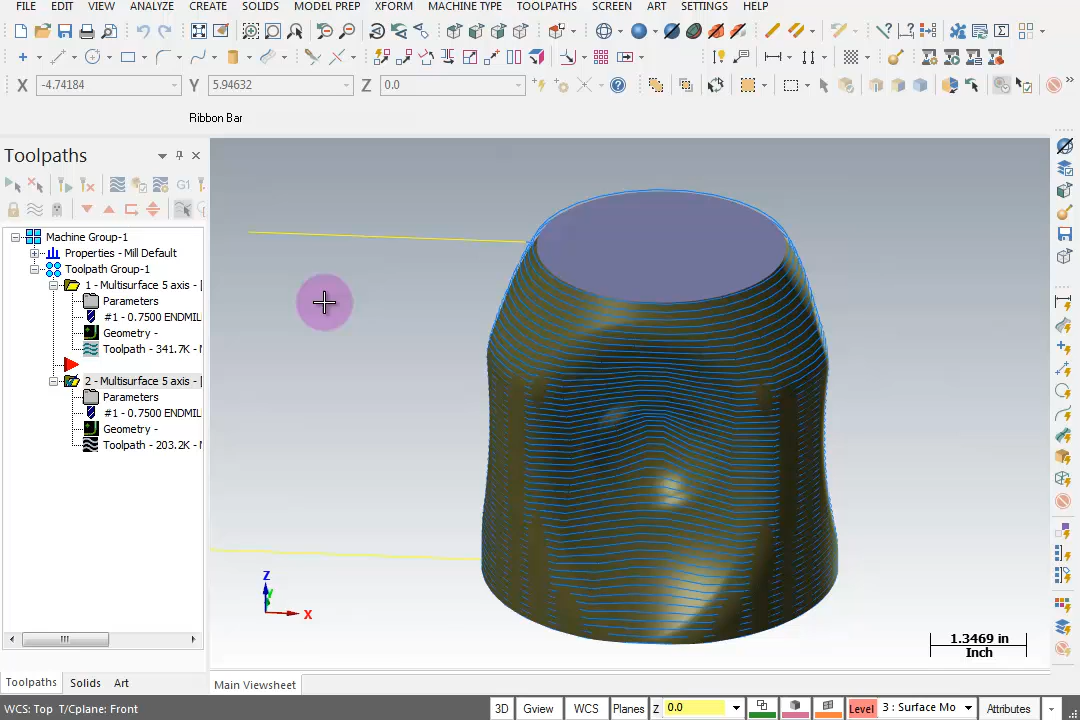 FILE EDIT VIEW ANALYZE CREATE SOLIDS MODEL PREP XFORM MACHINE TYPE TOOLPATHS SCREEN ART SETTINGS HELP
X -4.74184 Y 5.94632 Z 0.0
Ribbon Bar
Toolpaths
G1
Machine Group-1
Properties - Mill Default
Toolpath Group-1
1 - Multisurface 5 axis - [
Parameters
#1 - 0.7500 ENDMIL
Geometry -
Toolpath - 341.7K - N
2 - Multisurface 5 axis - [
Parameters
#1 - 0.7500 ENDMIL
Geometry -
Toolpath - 203.2K - N
Z
Y
X
1.3469 in
Inch
Toolpaths Solids Art
Main Viewsheet
WCS: Top T/Cplane: Front
3D Gview WCS Planes Z 0.0 Level 3 : Surface Mo Attributes